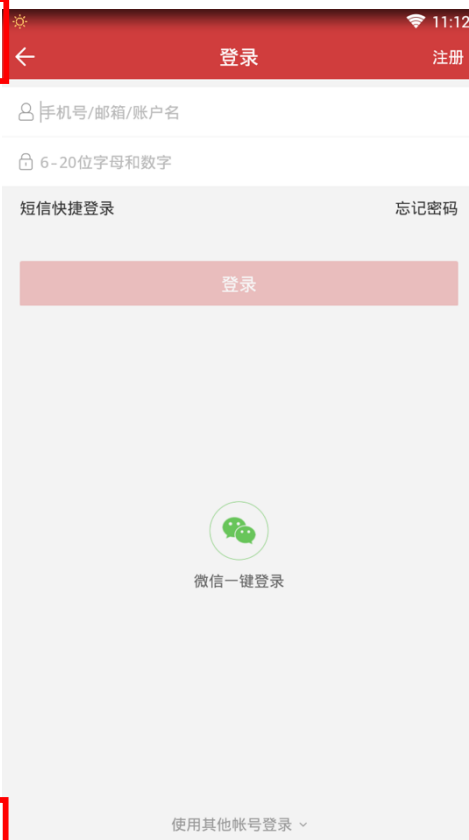 11:12
登录 注册
手机号/邮箱/账户名
6-20位字母和数字
短信快捷登录 忘记密码
登录
微信一键登录
使用其他帐号登录